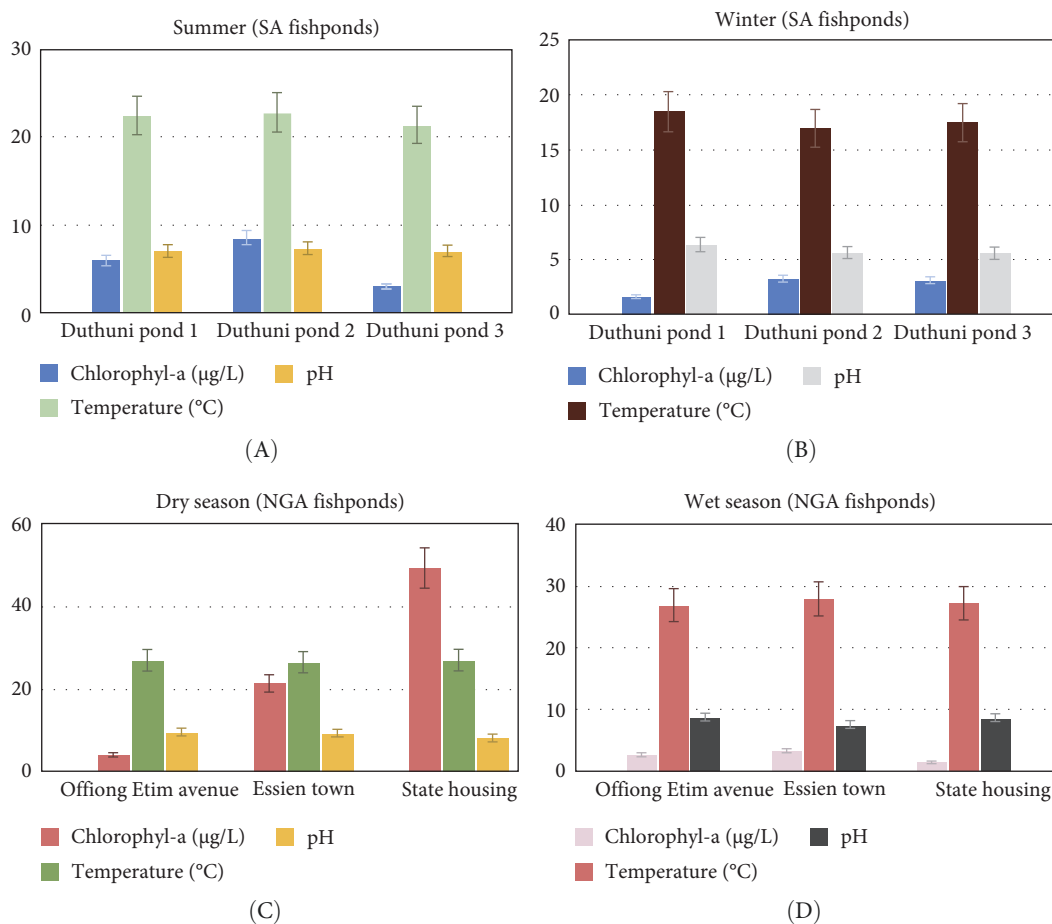 Summer (SA fishponds)
30
20
10
0
Duthuni pond 1 Duthuni pond 2 Duthuni pond 3
Chlorophyl-a (µg/L) pH
Temperature (°C)
(A)
Winter (SA fishponds)
25
20
15
10
5
0
Duthuni pond 1 Duthuni pond 2 Duthuni pond 3
Chlorophyl-a (µg/L) pH
Temperature (°C)
(B)
Dry season (NGA fishponds)
60
40
20
0
Offiong Etim avenue Essien town State housing
Chlorophyl-a (µg/L) pH
Temperature (°C)
(C)
Wet season (NGA fishponds)
40
30
20
10
0
Offiong Etim avenue Essien town State housing
Chlorophyl-a (µg/L) pH
Temperature (°C)
(D)